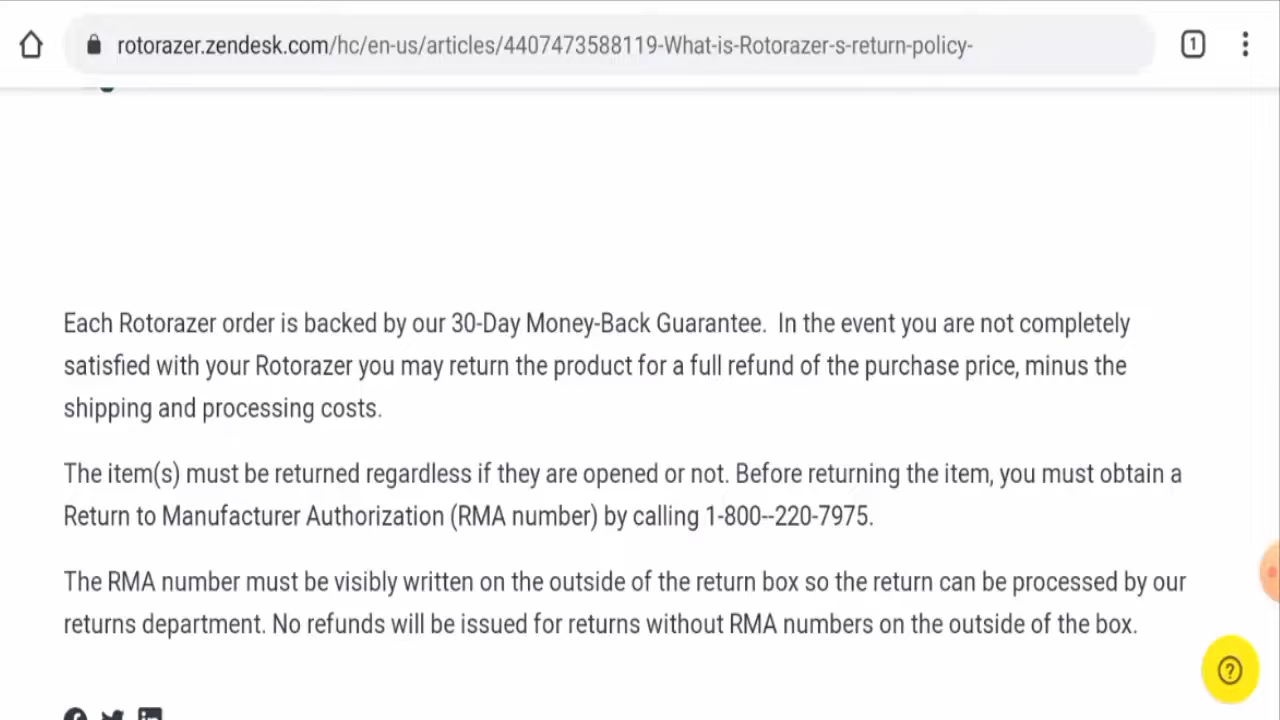 rotorazer.zendesk.com/hc/en-us/articles/4407473588119-What-is-Rotorazer-s-return-policy-
1
Each Rotorazer order is backed by our 30-Day Money-Back Guarantee.  In the event you are not completely
satisfied with your Rotorazer you may return the product for a full refund of the purchase price, minus the
shipping and processing costs.
The item(s) must be returned regardless if they are opened or not. Before returning the item, you must obtain a
Return to Manufacturer Authorization (RMA number) by calling 1-800--220-7975.
The RMA number must be visibly written on the outside of the return box so the return can be processed by our
returns department. No refunds will be issued for returns without RMA numbers on the outside of the box.
?